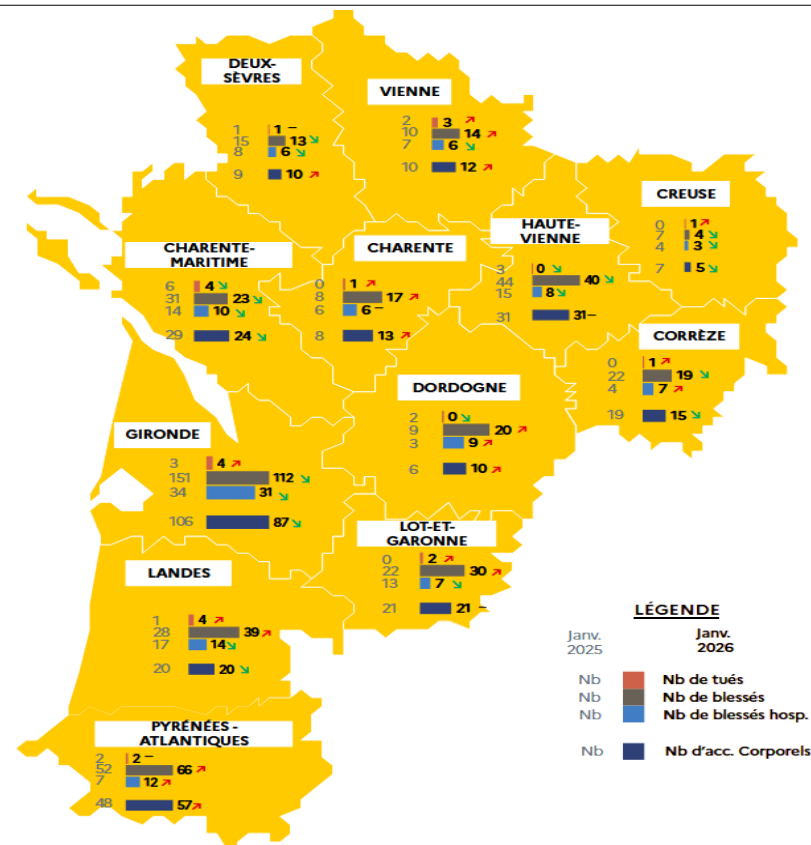 DEUX-
SÈVRES
1 1 –
15 13 ↘
8 6 ↘
9 10 ↗
VIENNE
2 3 ↗
10 14 ↗
7 6 ↘
10 12 ↗
CREUSE
0 1 ↗
7 4 ↘
4 3 ↘
7 5 ↘
HAUTE-
VIENNE
3 0 ↘
44 40 ↘
15 8 ↘
31 31 –
CHARENTE-
MARITIME
6 4 ↘
31 23 ↘
14 10 ↘
29 24 ↘
CHARENTE
0 1 ↗
8 17 ↗
6 6 –
8 13 ↗
CORRÈZE
0 1 ↗
22 19 ↘
4 7 ↗
19 15 ↘
DORDOGNE
2 0 ↘
9 20 ↗
3 9 ↗
6 10 ↗
GIRONDE
3 4 ↗
151 112 ↘
34 31 ↘
106 87 ↘
LOT-ET-
GARONNE
0 2 ↗
22 30 ↗
13 7 ↘
21 21 –
LANDES
1 4 ↗
28 39 ↗
17 14 ↘
20 20 ↘
PYRÉNÉES -
ATLANTIQUES
2 2 –
52 66 ↗
7 12 ↗
48 57 ↗
LÉGENDE
Janv. Janv.
2025 2026
Nb Nb de tués
Nb Nb de blessés
Nb Nb de blessés hosp.
Nb Nb d'acc. Corporels